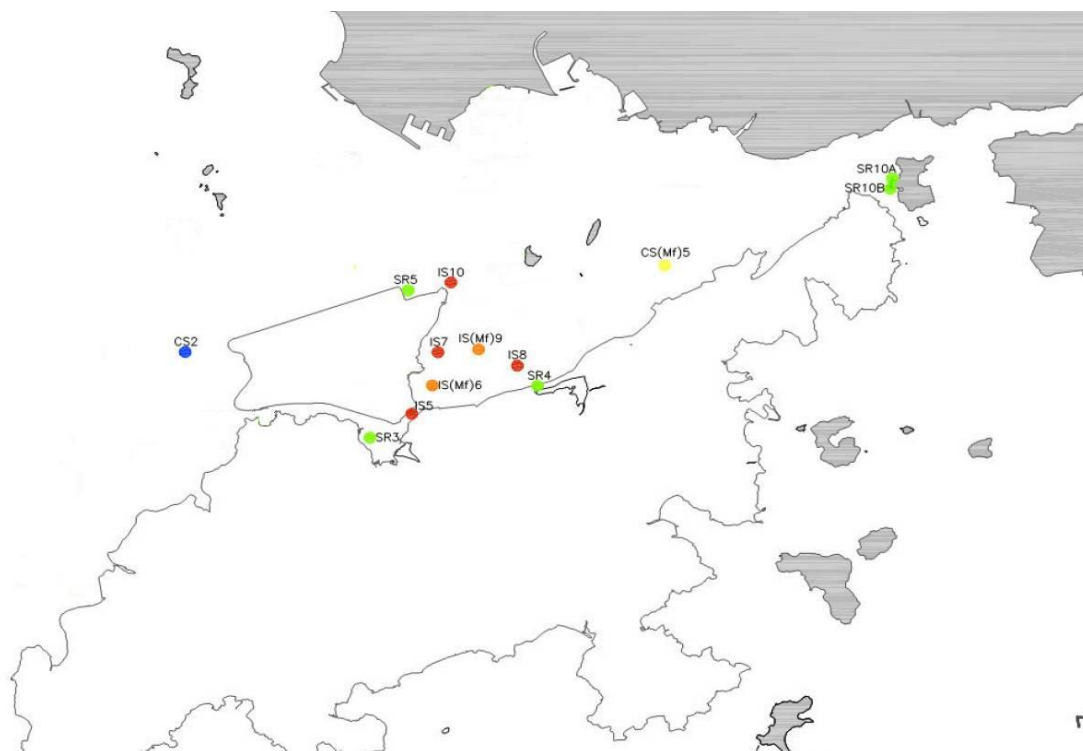 SR10A
SR10B
CS(Mf)5
SR5
IS10
CS2
IS7
IS(Mf)9
IS8
IS(Mf)6
SR4
IS5
SR3